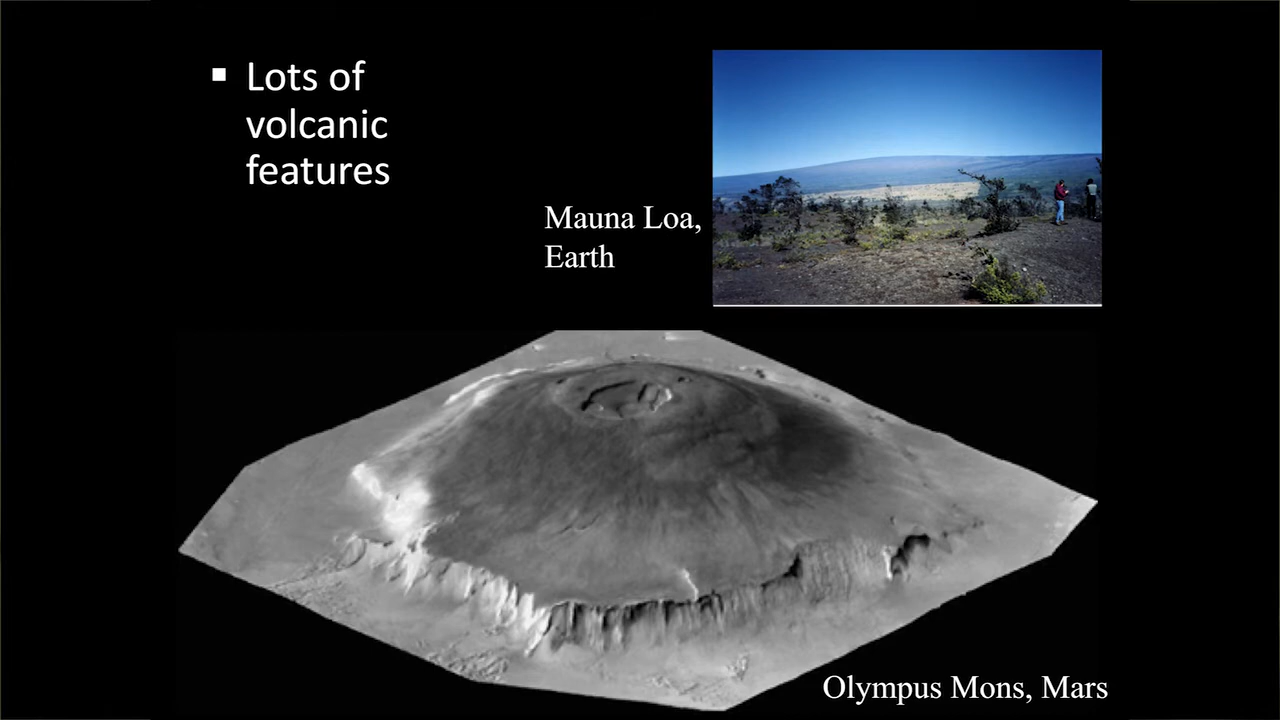 ▪ Lots of
volcanic
features
Mauna Loa,
Earth
Olympus Mons, Mars